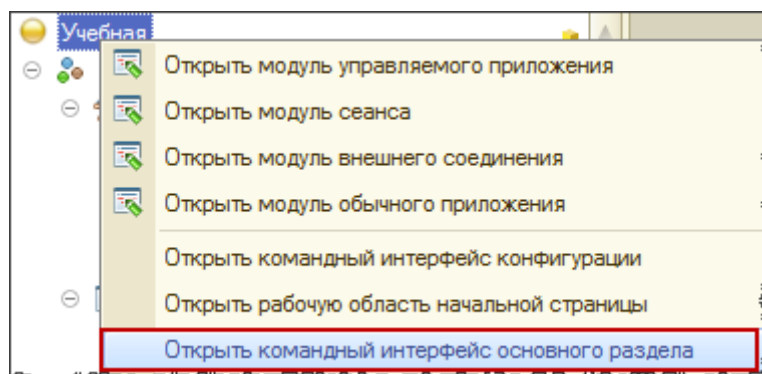 Учебная
Открыть модуль управляемого приложения
Открыть модуль сеанса
Открыть модуль внешнего соединения
Открыть модуль обычного приложения
Открыть командный интерфейс конфигурации
Открыть рабочую область начальной страницы
Открыть командный интерфейс основного раздела